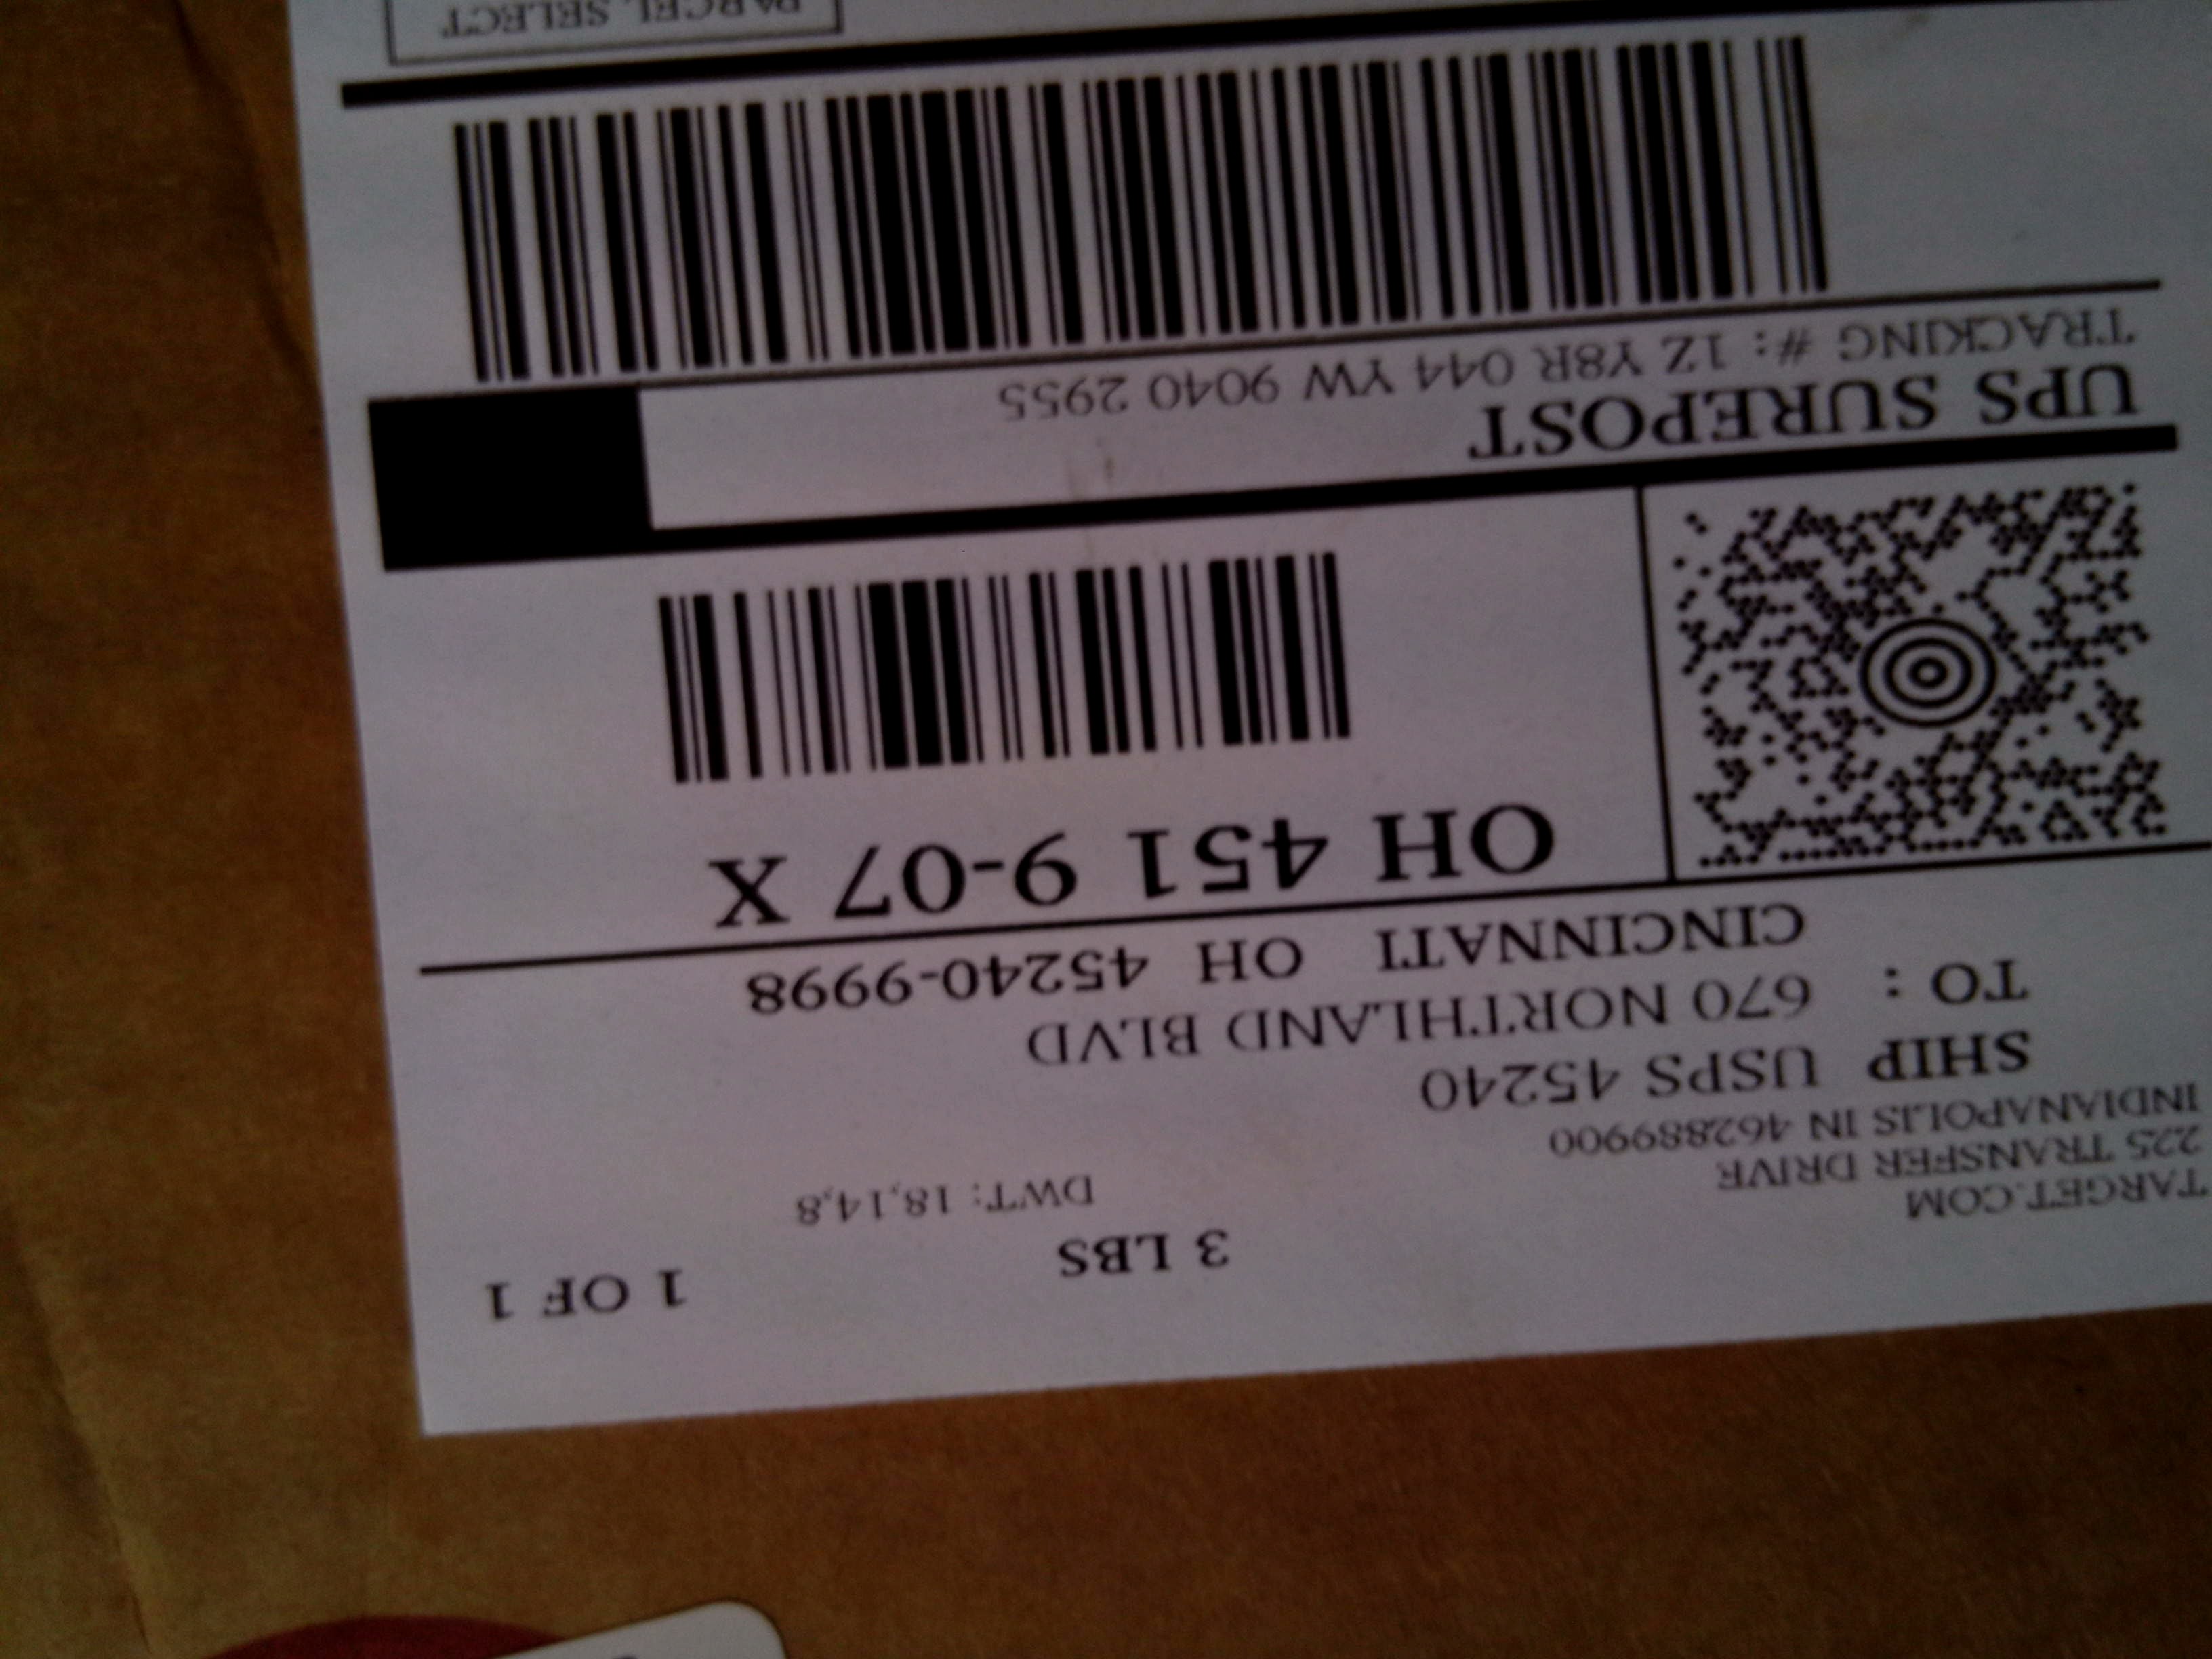 1 OF 1
3 LBS
DWT: 18,14,8
TARGET.COM
225 TRANSFER DRIVE
INDIANAPOLIS IN 462889900
SHIP USPS 45240
TO: 670 NORTHLAND BLVD
CINCINNATI OH 45240-9998
OH 451 9-07 X
UPS SUREPOST
TRACKING #: 1Z Y8R 044 YW 9040 2955
PARCEL SELECT